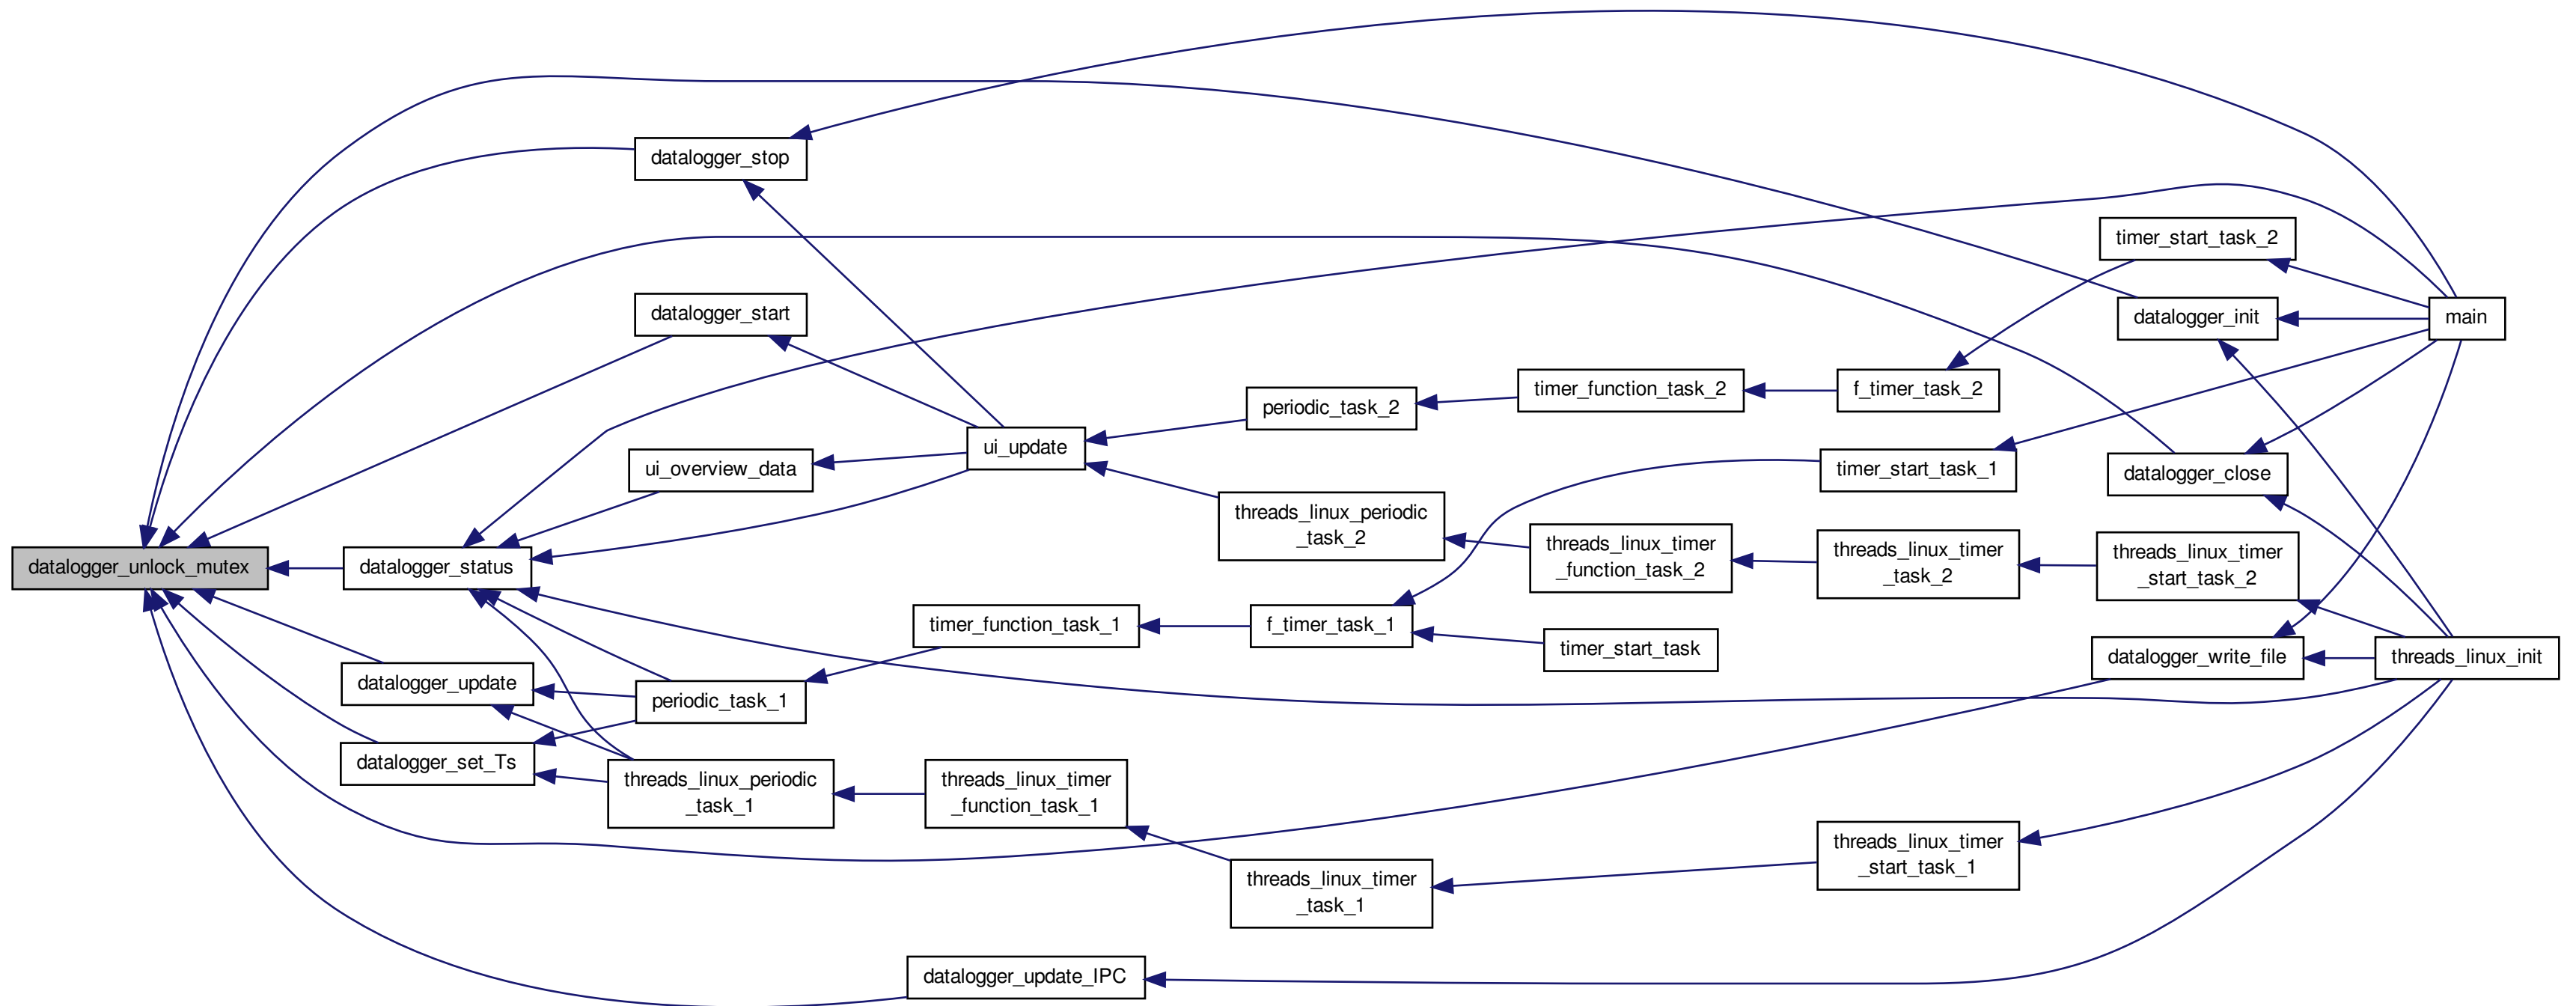 datalogger_stop
timer_start_task_2
datalogger_start
datalogger_init
main
timer_function_task_2
f_timer_task_2
periodic_task_2
ui_update
ui_overview_data
timer_start_task_1
datalogger_close
threads_linux_periodic
_task_2
threads_linux_timer
_function_task_2
threads_linux_timer
_task_2
threads_linux_timer
_start_task_2
datalogger_unlock_mutex
datalogger_status
timer_function_task_1
f_timer_task_1
timer_start_task
datalogger_write_file
threads_linux_init
datalogger_update
periodic_task_1
datalogger_set_Ts
threads_linux_periodic
_task_1
threads_linux_timer
_function_task_1
threads_linux_timer
_start_task_1
threads_linux_timer
_task_1
datalogger_update_IPC